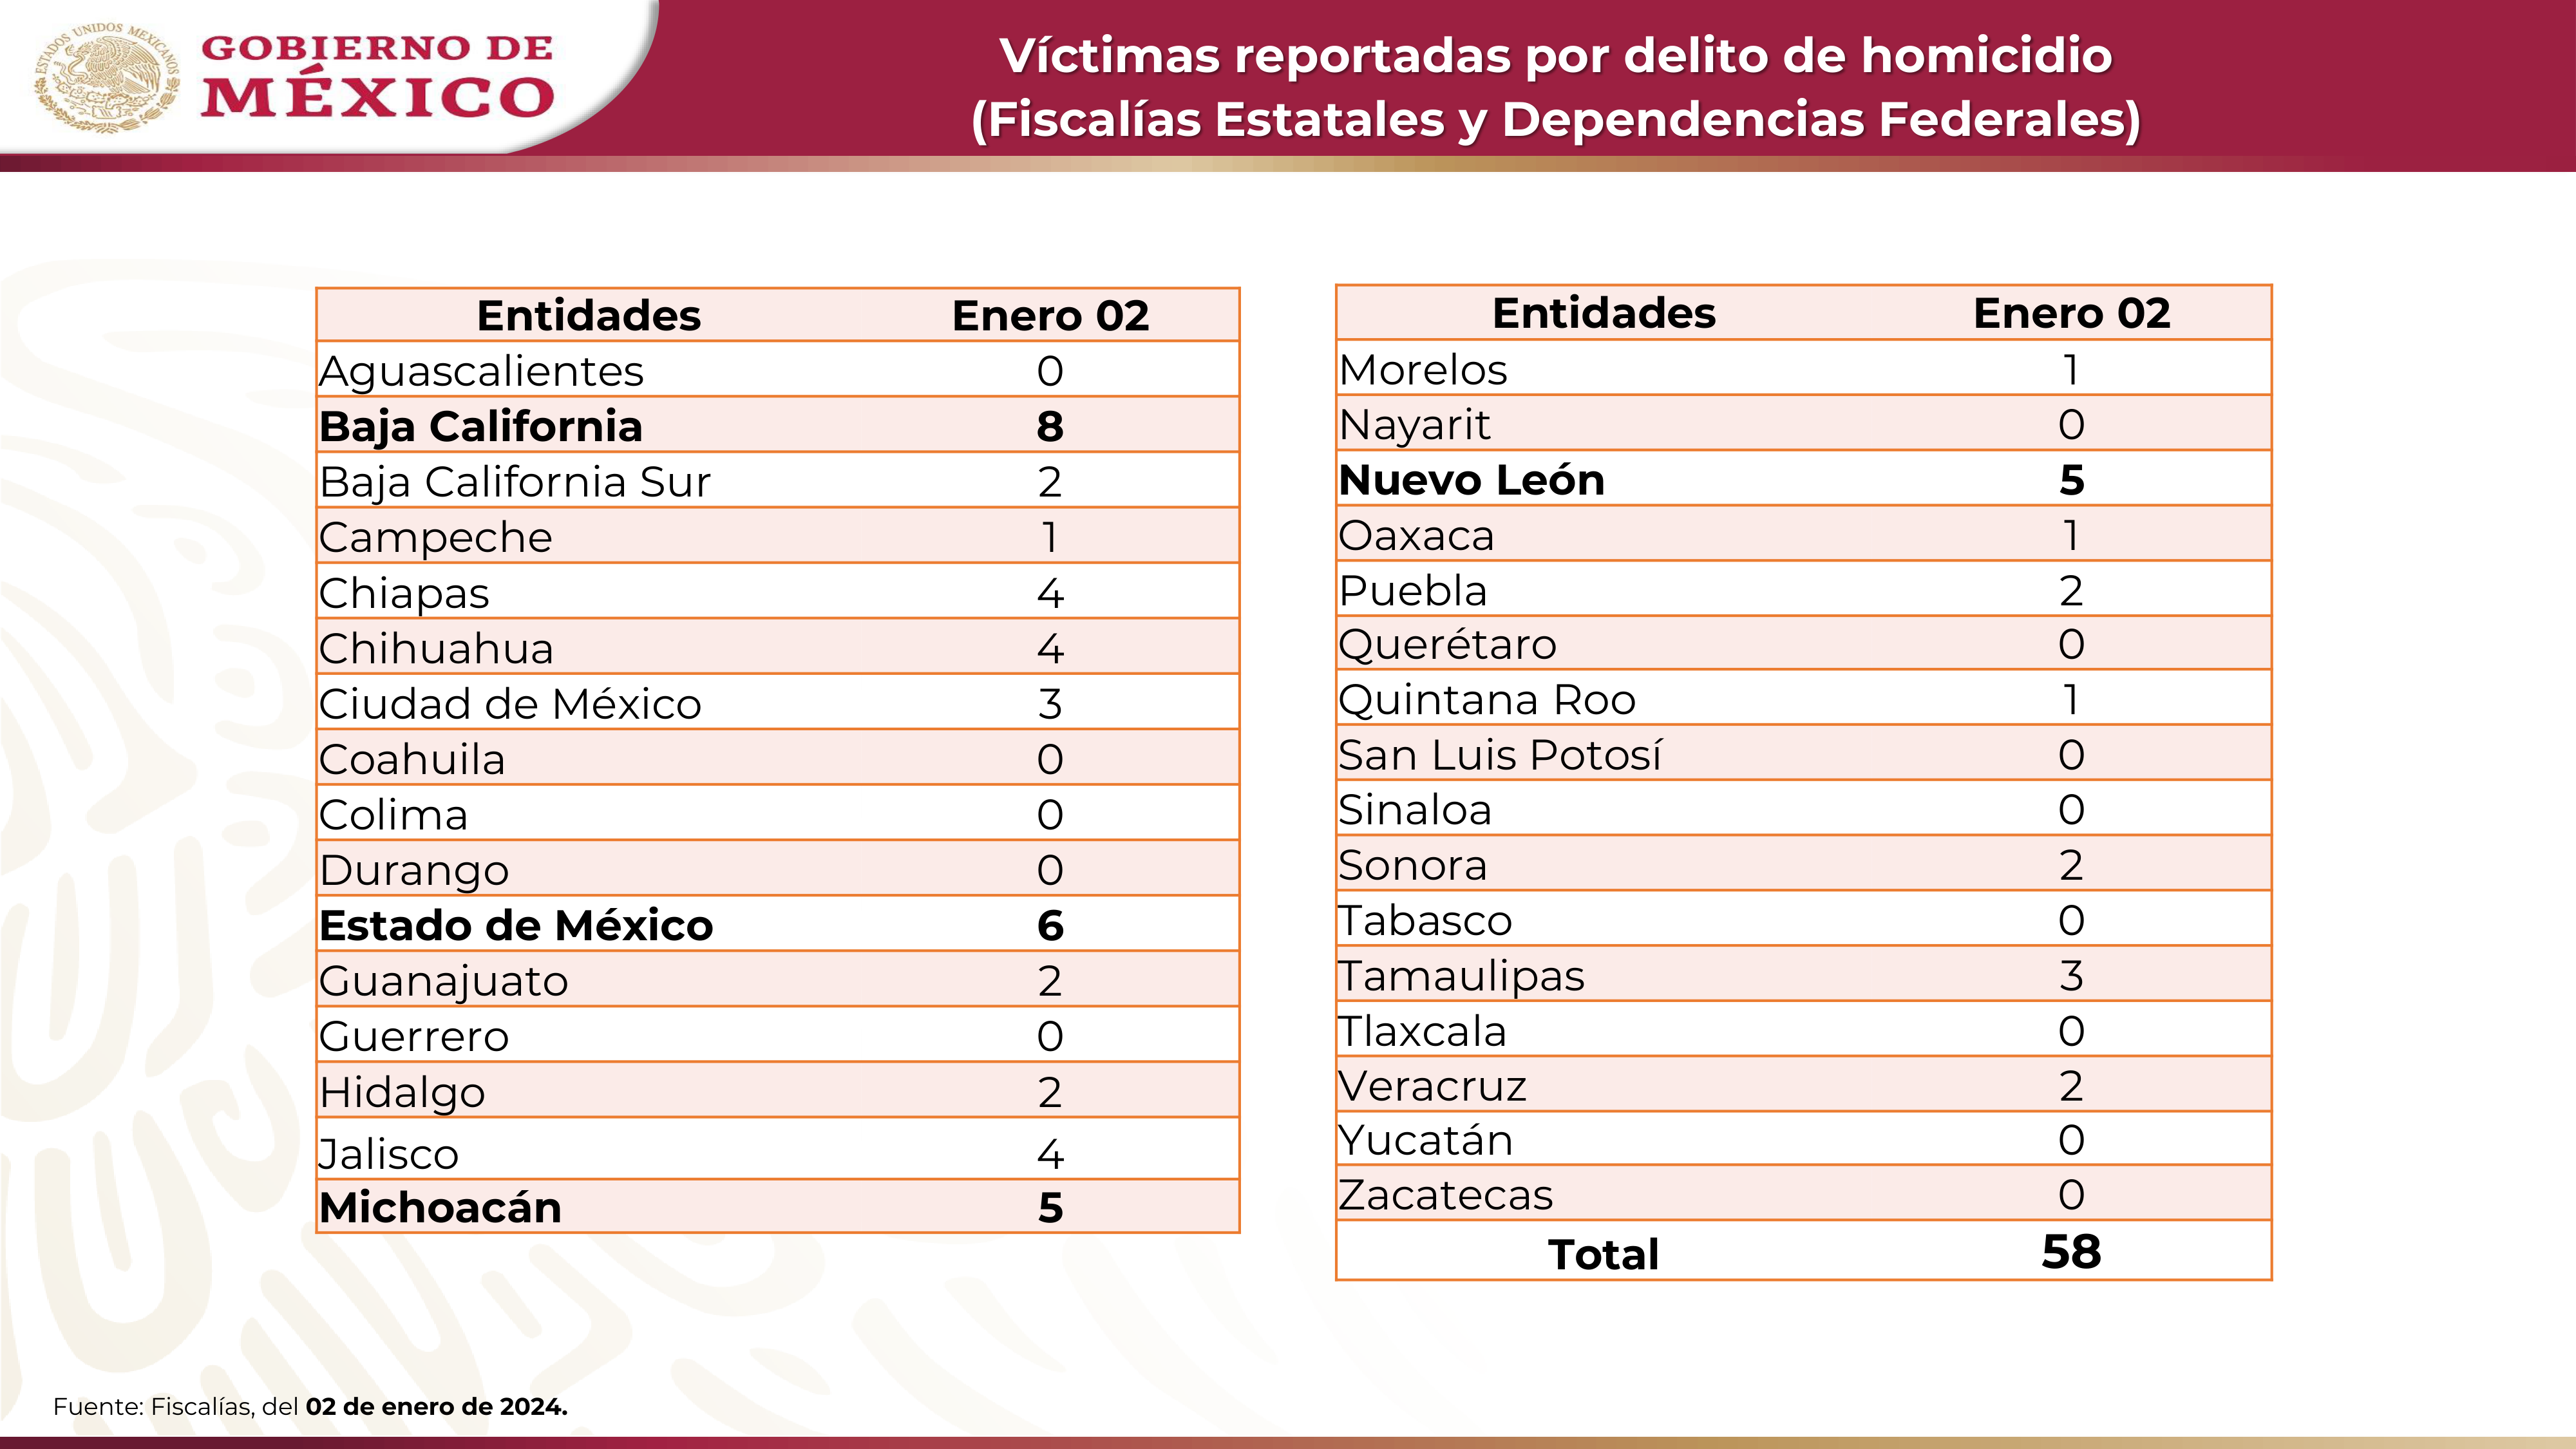 ESTADOS UNIDOS MEXICANOS
GOBIERNO DE
MÉXICO
Víctimas reportadas por delito de homicidio
(Fiscalías Estatales y Dependencias Federales)
Entidades Enero 02
Aguascalientes 0
Baja California 8
Baja California Sur 2
Campeche 1
Chiapas 4
Chihuahua 4
Ciudad de México 3
Coahuila 0
Colima 0
Durango 0
Estado de México 6
Guanajuato 2
Guerrero 0
Hidalgo 2
Jalisco 4
Michoacán 5
Entidades Enero 02
Morelos 1
Nayarit 0
Nuevo León 5
Oaxaca 1
Puebla 2
Querétaro 0
Quintana Roo 1
San Luis Potosí 0
Sinaloa 0
Sonora 2
Tabasco 0
Tamaulipas 3
Tlaxcala 0
Veracruz 2
Yucatán 0
Zacatecas 0
Total 58
Fuente: Fiscalías, del 02 de enero de 2024.